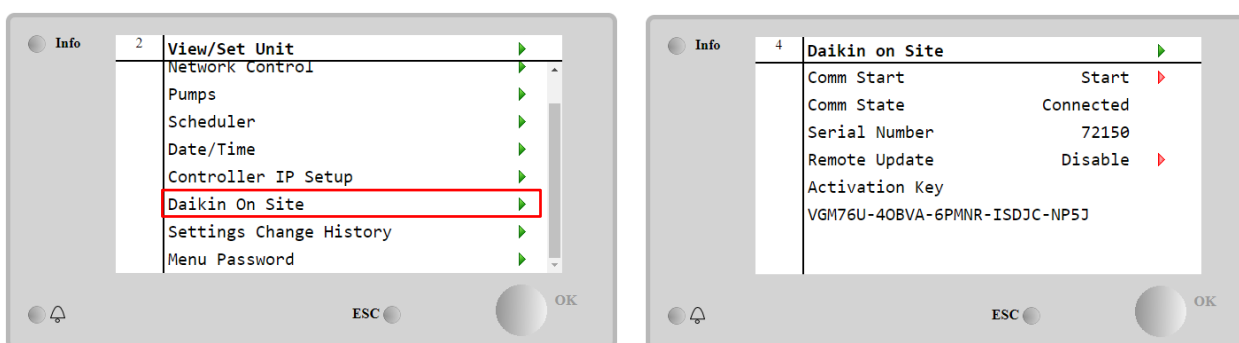 Info
2 View/Set Unit
Network Control
Pumps
Scheduler
Date/Time
Controller IP Setup
Daikin On Site
Settings Change History
Menu Password
ESC
OK
Info
4 Daikin on Site
Comm Start Start
Comm State Connected
Serial Number 72150
Remote Update Disable
Activation Key
VGM76U-4OBVA-6PMNR-ISDJC-NP5J
ESC
OK